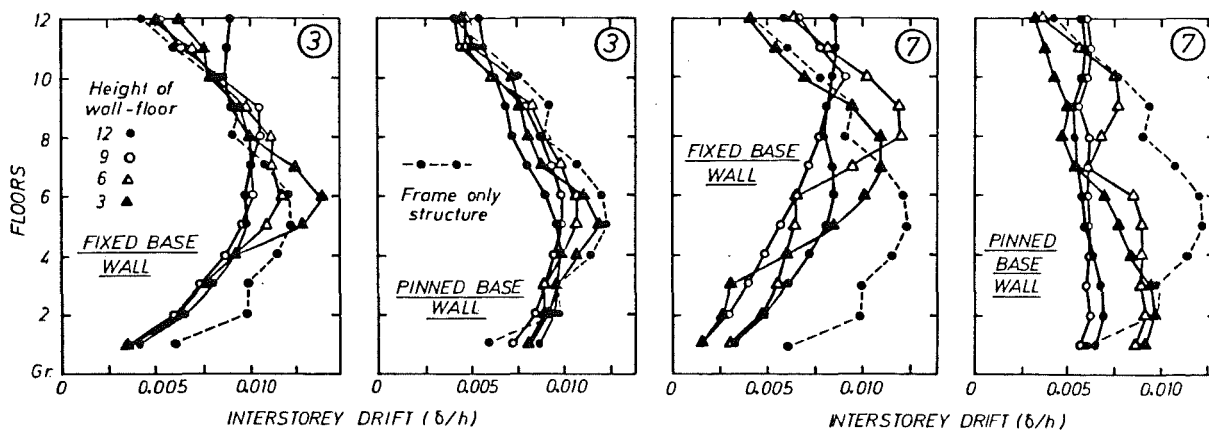 12
10
8
6
4
2
Gr.
FLOORS
Height of
wall-floor
12
9
6
3
FIXED BASE
WALL
3
0
0.005
0.010
Frame only
structure
PINNED BASE
WALL
3
0
0.005
0.010
INTERSTOREY DRIFT (δ/h)
FIXED BASE
WALL
7
0
0.005
0.010
PINNED
BASE
WALL
7
0
0.005
0.010
INTERSTOREY DRIFT (δ/h)